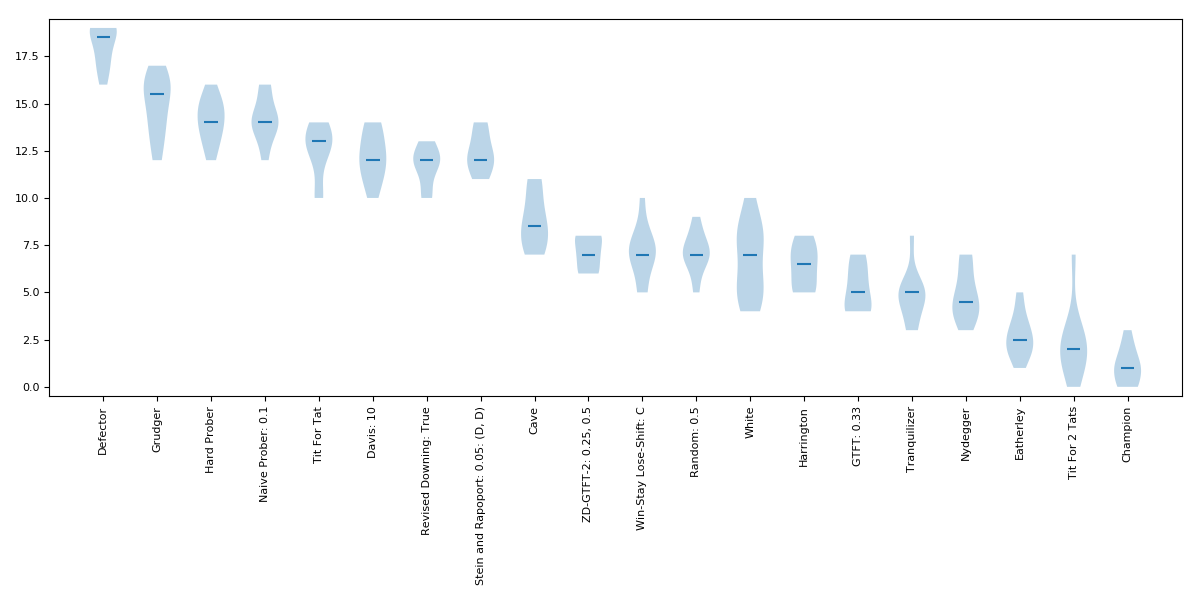 17.5
15.0
12.5
10.0
7.5
5.0
2.5
0.0
Defector
Grudger
Hard Prober
Naive Prober: 0.1
Tit For Tat
Davis: 10
Revised Downing: True
Stein and Rapoport: 0.05: (D, D)
Cave
ZD-GTFT-2: 0.25, 0.5
Win-Stay Lose-Shift: C
Random: 0.5
White
Harrington
GTFT: 0.33
Tranquilizer
Nydegger
Eatherley
Tit For 2 Tats
Champion